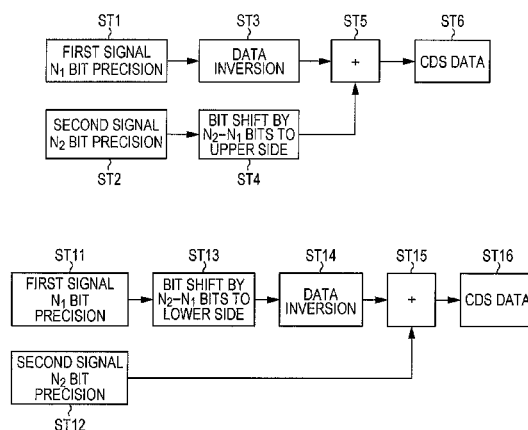 ST1
ST3
ST5
ST6
FIRST SIGNAL
N1 BIT PRECISION
DATA
INVERSION
+
CDS DATA
SECOND SIGNAL
N2 BIT PRECISION
BIT SHIFT BY
N2–N1 BITS TO
UPPER SIDE
ST2
ST4
ST11
ST13
ST14
ST15
ST16
FIRST SIGNAL
N1 BIT
PRECISION
BIT SHIFT BY
N2–N1 BITS TO
LOWER SIDE
DATA
INVERSION
+
CDS DATA
SECOND SIGNAL
N2 BIT
PRECISION
ST12